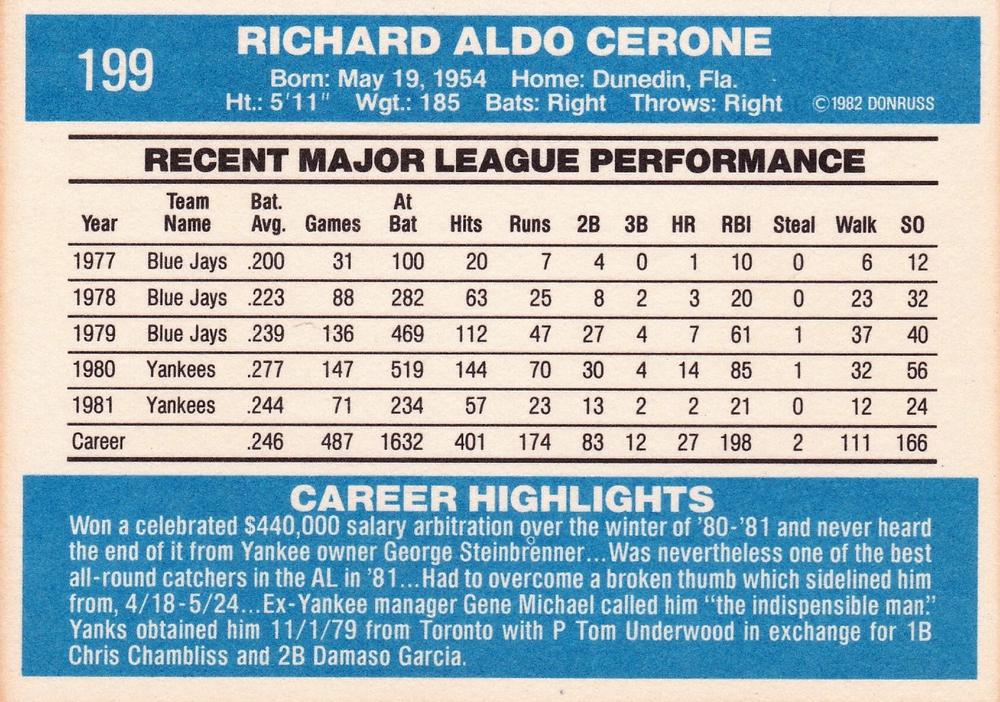 199
RICHARD ALDO CERONE
Born: May 19, 1954 Home: Dunedin, Fla.
Ht.: 5'11" Wgt.: 185 Bats: Right Throws: Right ©1982 DONRUSS
RECENT MAJOR LEAGUE PERFORMANCE
Year Team Name Bat. Avg. Games At Bat Hits Runs 2B 3B HR RBI Steal Walk SO
1977 Blue Jays .200 31 100 20 7 4 0 1 10 0 6 12
1978 Blue Jays .223 88 282 63 25 8 2 3 20 0 23 32
1979 Blue Jays .239 136 469 112 47 27 4 7 61 1 37 40
1980 Yankees .277 147 519 144 70 30 4 14 85 1 32 56
1981 Yankees .244 71 234 57 23 13 2 2 21 0 12 24
Career .246 487 1632 401 174 83 12 27 198 2 111 166
CAREER HIGHLIGHTS
Won a celebrated $440,000 salary arbitration over the winter of '80-'81 and never heard
the end of it from Yankee owner George Steinbrenner...Was nevertheless one of the best
all-round catchers in the AL in '81...Had to overcome a broken thumb which sidelined him
from, 4/18-5/24...Ex-Yankee manager Gene Michael called him “the indispensible man.”
Yanks obtained him 11/1/79 from Toronto with P Tom Underwood in exchange for 1B
Chris Chambliss and 2B Damaso Garcia.